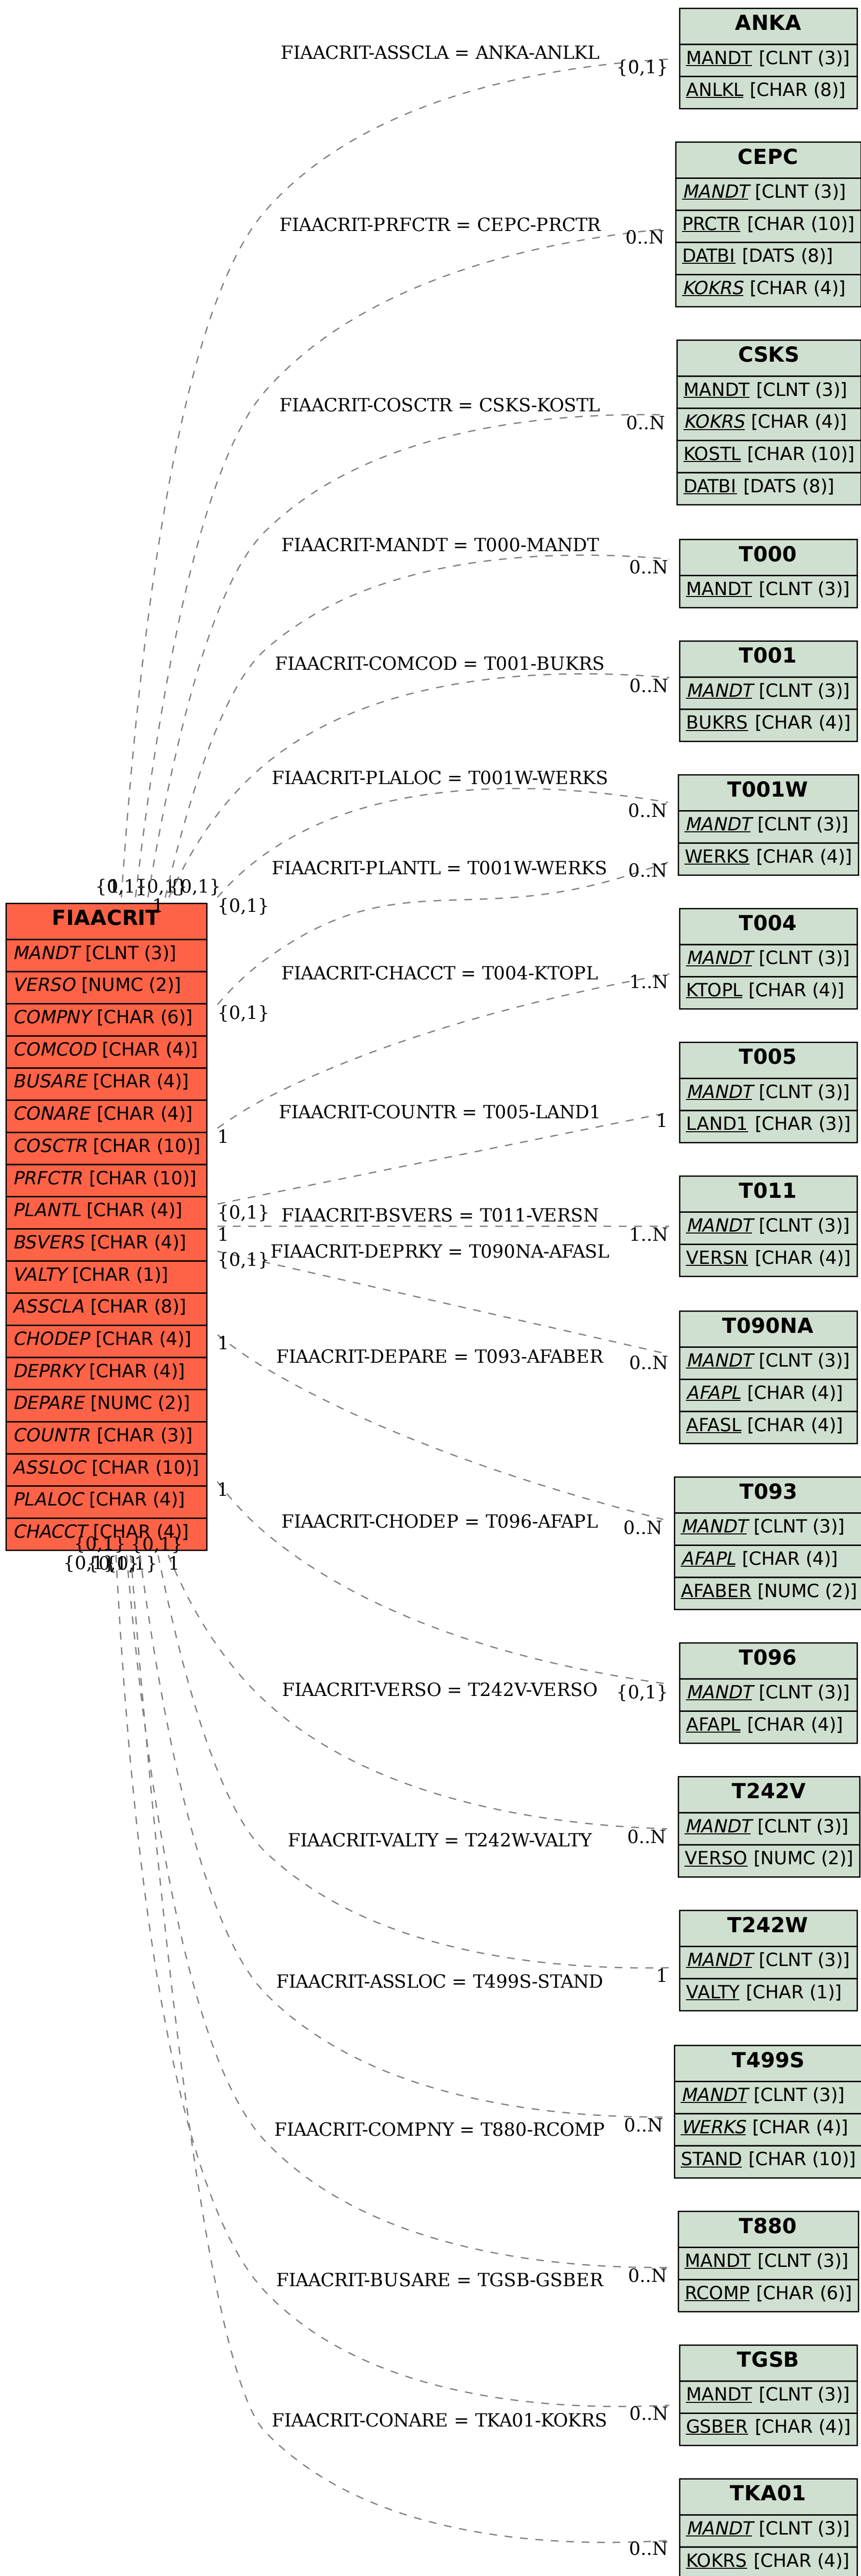 ANKA
FIAACRIT-ASSCLA = ANKA-ANLKL
MANDT [CLNT (3)]
{0,1}
ANLKL [CHAR (8)]
CEPC
MANDT [CLNT (3)]
FIAACRIT-PRFCTR = CEPC-PRCTR
PRCTR [CHAR (10)]
0..N
DATBI [DATS (8)]
KOKRS [CHAR (4)]
CSKS
MANDT [CLNT (3)]
FIAACRIT-COSCTR = CSKS-KOSTL
KOKRS [CHAR (4)]
0..N
KOSTL [CHAR (10)]
DATBI [DATS (8)]
FIAACRIT-MANDT = T000-MANDT
T000
0..N
MANDT [CLNT (3)]
T001
FIAACRIT-COMCOD = T001-BUKRS
0..N
MANDT [CLNT (3)]
BUKRS [CHAR (4)]
FIAACRIT-PLALOC = T001W-WERKS
T001W
0..N
MANDT [CLNT (3)]
FIAACRIT-PLANTL = T001W-WERKS
0..N
WERKS [CHAR (4)]
{0,1}
{0,1}
1
{0,1}
FIAACRIT
T004
MANDT [CLNT (3)]
MANDT [CLNT (3)]
FIAACRIT-CHACCT = T004-KTOPL
1..N
VERSO [NUMC (2)]
KTOPL [CHAR (4)]
COMPNY [CHAR (6)]
{0,1}
COMCOD [CHAR (4)]
T005
BUSARE [CHAR (4)]
MANDT [CLNT (3)]
CONARE [CHAR (4)]
FIAACRIT-COUNTR = T005-LAND1
1
LAND1 [CHAR (3)]
1
COSCTR [CHAR (10)]
PRFCTR [CHAR (10)]
T011
PLANTL [CHAR (4)]
{0,1}
FIAACRIT-BSVERS = T011-VERSN
MANDT [CLNT (3)]
BSVERS [CHAR (4)]
1
1..N
FIAACRIT-DEPRKY = T090NA-AFASL
{0,1}
VERSN [CHAR (4)]
VALTY [CHAR (1)]
ASSCLA [CHAR (8)]
T090NA
CHODEP [CHAR (4)]
1
FIAACRIT-DEPARE = T093-AFABER
0..N
MANDT [CLNT (3)]
DEPRKY [CHAR (4)]
AFAPL [CHAR (4)]
DEPARE [NUMC (2)]
AFASL [CHAR (4)]
COUNTR [CHAR (3)]
ASSLOC [CHAR (10)]
1
T093
PLALOC [CHAR (4)]
FIAACRIT-CHODEP = T096-AFAPL
0..N
MANDT [CLNT (3)]
CHACCT [CHAR (4)]
{0,1}
{0,1}
AFAPL [CHAR (4)]
{0,1}
1
AFABER [NUMC (2)]
T096
FIAACRIT-VERSO = T242V-VERSO
{0,1}
MANDT [CLNT (3)]
AFAPL [CHAR (4)]
T242V
FIAACRIT-VALTY = T242W-VALTY
0..N
MANDT [CLNT (3)]
VERSO [NUMC (2)]
T242W
MANDT [CLNT (3)]
FIAACRIT-ASSLOC = T499S-STAND
1
VALTY [CHAR (1)]
T499S
MANDT [CLNT (3)]
FIAACRIT-COMPNY = T880-RCOMP
0..N
WERKS [CHAR (4)]
STAND [CHAR (10)]
T880
FIAACRIT-BUSARE = TGSB-GSBER
0..N
MANDT [CLNT (3)]
RCOMP [CHAR (6)]
TGSB
MANDT [CLNT (3)]
FIAACRIT-CONARE = TKA01-KOKRS
0..N
GSBER [CHAR (4)]
TKA01
MANDT [CLNT (3)]
0..N
KOKRS [CHAR (4)]